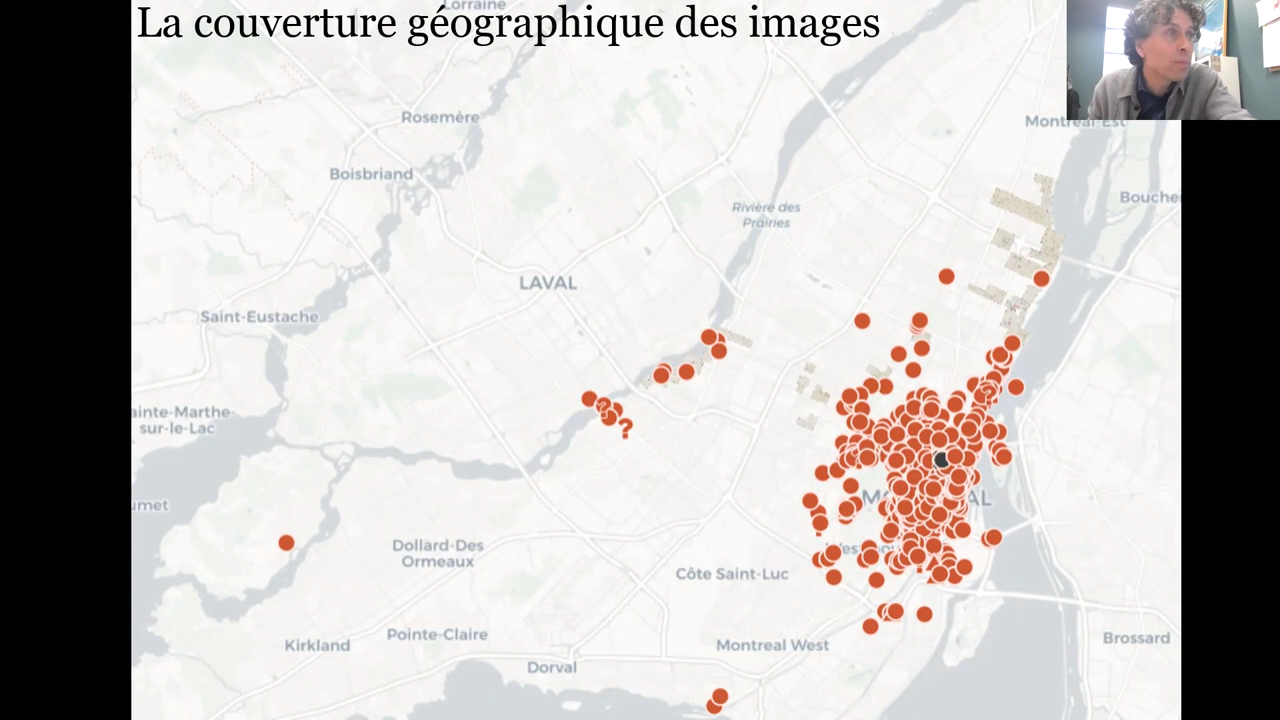 Lorraine
La couverture géographique des images
Rosemère
Montréal-Est
Boisbriand
Rivière des
Prairies
LAVAL
Saint-Eustache
ainte-Marthe-
sur-le-Lac
?
?
?
umet
Dollard-Des
Ormeaux
Côte Saint-Luc
Kirkland
Pointe-Claire
Montreal West
Brossard
Dorval